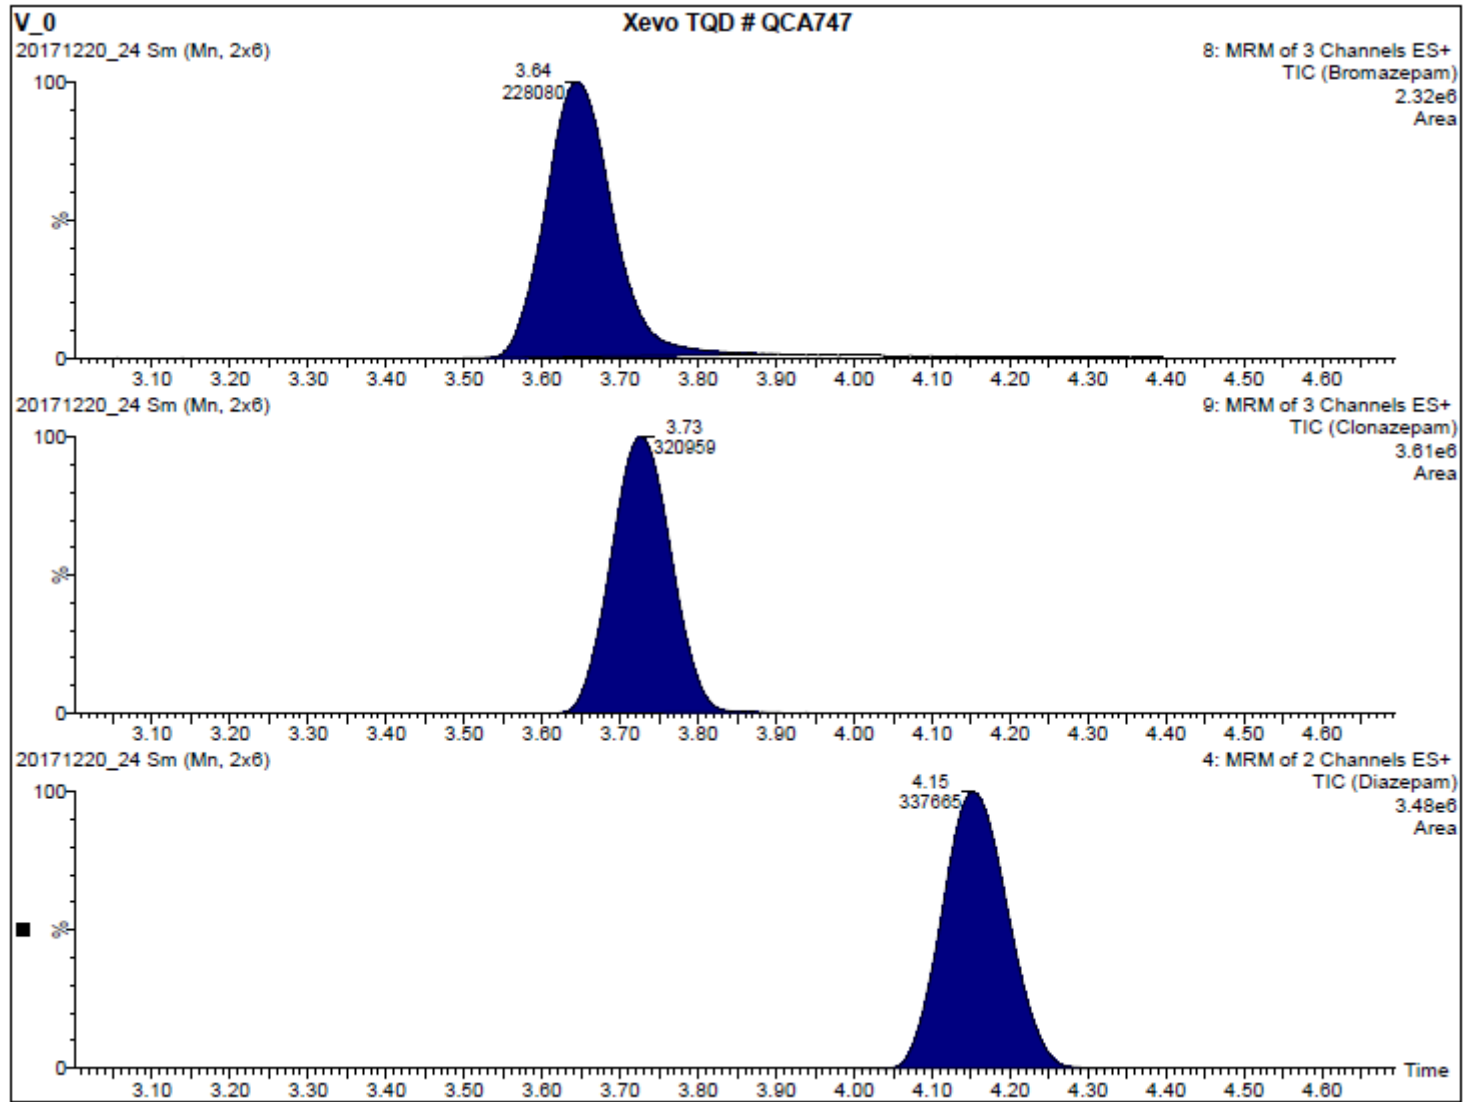 V_0
Xevo TQD # QCA747
20171220_24 Sm (Mn, 2x6)
8: MRM of 3 Channels ES+
TIC (Bromazepam)
2.32e6
Area
3.64
228080
100
%
0
3.10 3.20 3.30 3.40 3.50 3.60 3.70 3.80 3.90 4.00 4.10 4.20 4.30 4.40 4.50 4.60
20171220_24 Sm (Mn, 2x6)
9: MRM of 3 Channels ES+
TIC (Clonazepam)
3.61e6
Area
3.73
320959
100
%
0
3.10 3.20 3.30 3.40 3.50 3.60 3.70 3.80 3.90 4.00 4.10 4.20 4.30 4.40 4.50 4.60
20171220_24 Sm (Mn, 2x6)
4: MRM of 2 Channels ES+
TIC (Diazepam)
3.48e6
Area
4.15
337665
100
%
0
Time
3.10 3.20 3.30 3.40 3.50 3.60 3.70 3.80 3.90 4.00 4.10 4.20 4.30 4.40 4.50 4.60